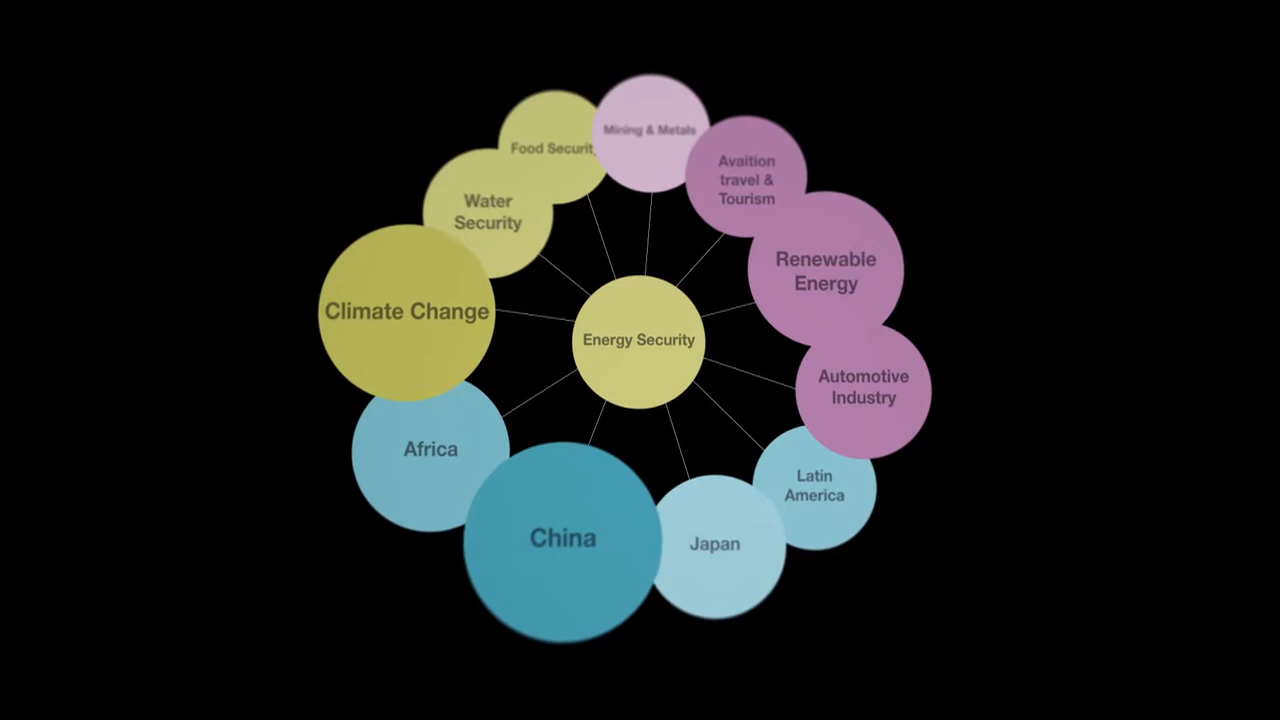 Mining & Metals
Food Securit
Avaition
travel &
Tourism
Water
Security
Renewable
Energy
Climate Change
Energy Security
Automotive
Industry
Africa
Latin
America
China
Japan